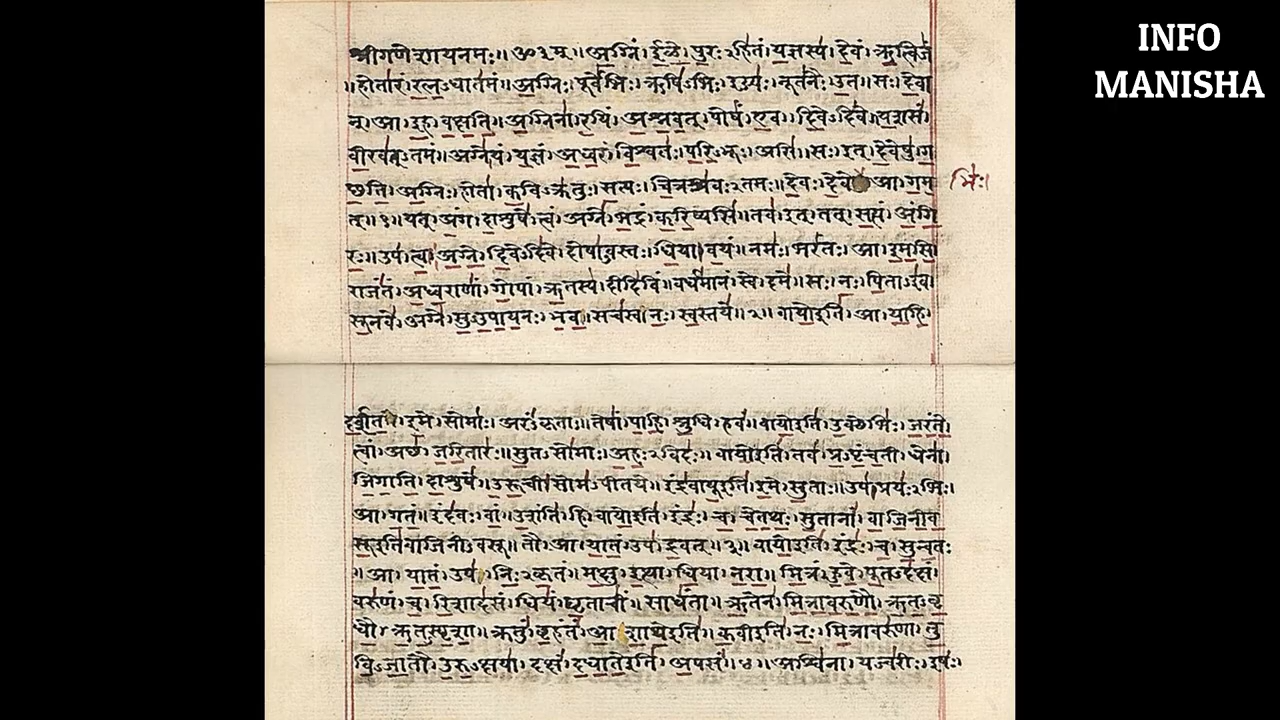 श्रीगणेशायनमः॥ॐ३म्॥अग्निं।ईळे।पुरःऽहितं।यज्ञस्य।देवं।ऋत्विजं
॥होतारं।रत्नऽधातमं॥अग्निः।पूर्वेभिः।ऋषिऽभिः।ईड्यः।नूतनैः।उत॥सः।देवा
न्।आ।इह।वक्षति॥अग्निना।रयिं।अश्नवत्।पोषं।एव।दिवेऽदिवे॥यशसं
वीरवत्ऽतमं॥अग्ने।यं।यज्ञं।अध्वरं।विश्वतः।परिऽभूः।असि॥सः।इत्।देवेषु।ग
च्छति॥अग्निः।होता।कविऽक्रतुः।सत्यः।चित्रश्रवःऽतमः॥देवः।देवे।आ।गम
भिः।
त्॥१॥यत्।अंग।दाशुषे।त्वं।अग्ने।भद्रं।करिष्यसि॥तव।इत्।तत्।सत्यं।अंगि
रः॥उप।त्वा।अग्ने।दिवेऽदिवे।दोषाऽवस्तः।धिया।वयं॥नमः।भरंतः।आ।इमसि
राजंतं।अध्वराणां।गोपां।ऋतस्य।दीदिविं॥वर्धमानं।स्वे।दमे॥सः।नः।पिताऽइव।
सूनवे।अग्ने।सुऽउपायनः।भव॥सचस्व।नः।स्वस्तये॥२॥वायोइति।आ।याहि।
दर्शत।इमे।सोमाः।अरंऽकृताः॥तेषां।पाहि।श्रुधि।हवं॥वायोइति।उक्थेभिः।जरंते।
त्वां।अच्छ।जरितारः॥सुतऽसोमाः।अहःऽविदः॥वायोइति।तव।प्रऽपृंचती।धेना।
जिगाति।दाशुषे॥उरूची।सोमऽपीतये॥इंद्रवायूइति।इमे।सुताः॥उप।प्रयःऽभिः।
आ।गतं॥इंदवः।वां।उशंति।हि।वायोइति।इंद्रः।च।चेतथः।सुतानां।वाजिनीव
सूइतिवाजिनीऽवसू॥तौ।आ।यातं।उप।द्रवत्॥३॥वायोइति।इंद्रः।च।सुन्वतः
।आ।यातं।उप।निःऽकृतं॥मक्षु।इत्था।धिया।नरा॥मित्रं।हुवे।पूतऽदक्षं।
वरुणं।च।रिशादसं।धियं।घृताचीं।साधंता॥ऋतेन।मित्रावरुणौ।ऋतऽवृ
धौ।ऋतऽस्पृशा॥क्रतुं।बृहंतं।आशाथेइति॥कवीइति।नः।मित्रावरुणा।तु
विऽजातौ।उरुऽक्षया।दक्षं।दधातेइति।अपसं॥४॥अश्विना।यज्वरीः।इषः।
INFO
MANISHA